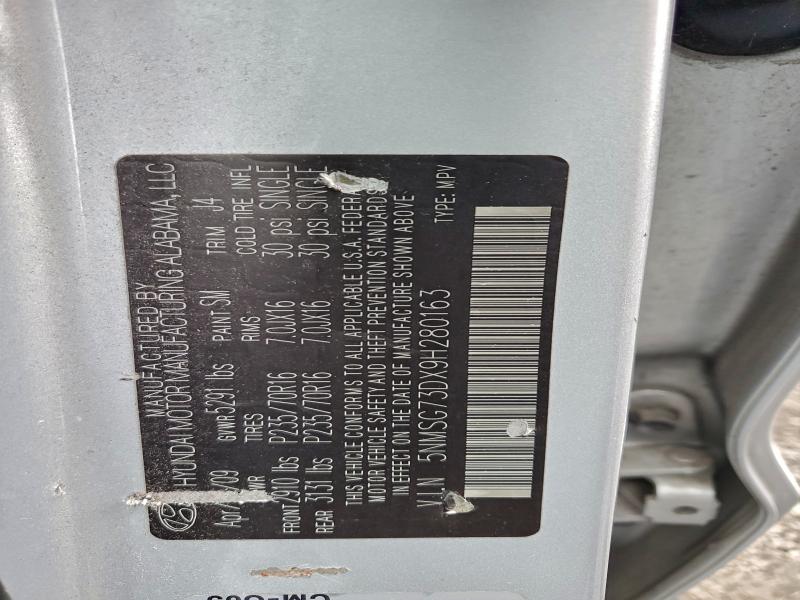 MANUFACTURED BY
HYUNDAI MOTOR MANUFACTURING ALABAMA, LLC
GVWR 5291 lbs PAINT SM TRIM J4
TIRES RIMS COLD TIRE INFL
FRONT 2910 lbs P235/70R16 7.0JX16 30 psi SINGLE
REAR 3131 lbs P235/70R16 7.0JX16 30 psi SINGLE
THIS VEHICLE CONFORMS TO ALL APPLICABLE U.S.A. FEDERAL
MOTOR VEHICLE SAFETY AND THEFT PREVENTION STANDARDS
IN EFFECT ON THE DATE OF MANUFACTURE SHOWN ABOVE.
V.I.N 5NMSG73DX9H280163 TYPE: MPV